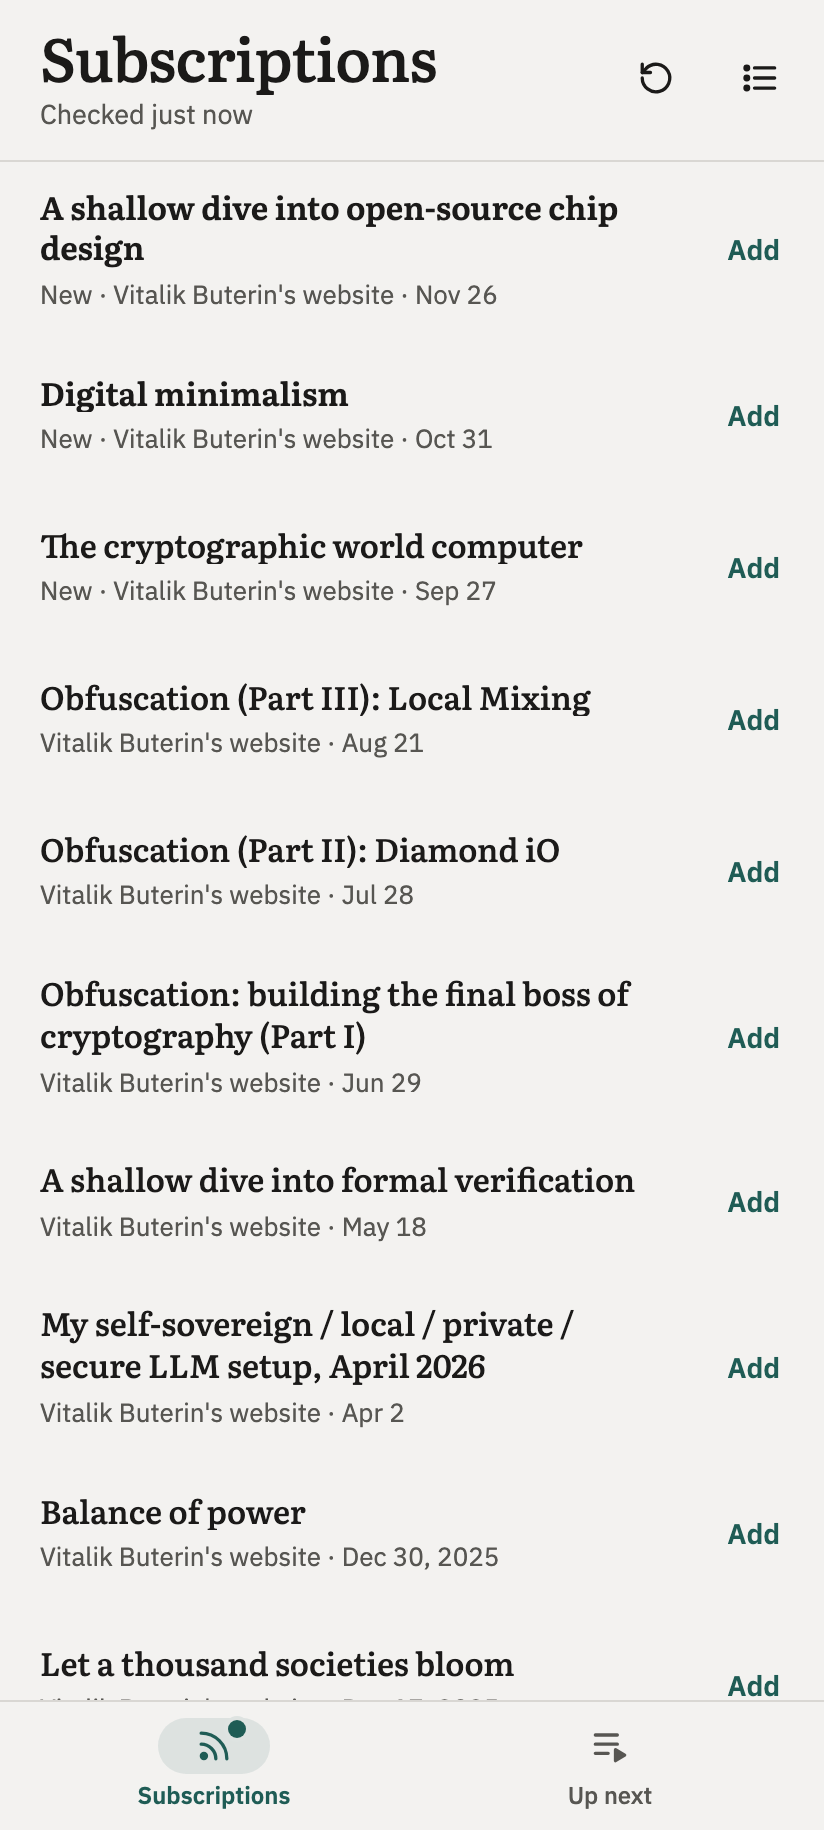 Subscriptions
Checked just now
A shallow dive into open-source chip
design
New · Vitalik Buterin's website · Nov 26
Add
Digital minimalism
New · Vitalik Buterin's website · Oct 31
Add
The cryptographic world computer
New · Vitalik Buterin's website · Sep 27
Add
Obfuscation (Part III): Local Mixing
Vitalik Buterin's website · Aug 21
Add
Obfuscation (Part II): Diamond iO
Vitalik Buterin's website · Jul 28
Add
Obfuscation: building the final boss of
cryptography (Part I)
Vitalik Buterin's website · Jun 29
Add
A shallow dive into formal verification
Vitalik Buterin's website · May 18
Add
My self-sovereign / local / private /
secure LLM setup, April 2026
Vitalik Buterin's website · Apr 2
Add
Balance of power
Vitalik Buterin's website · Dec 30, 2025
Add
Let a thousand societies bloom
Add
Subscriptions
Up next